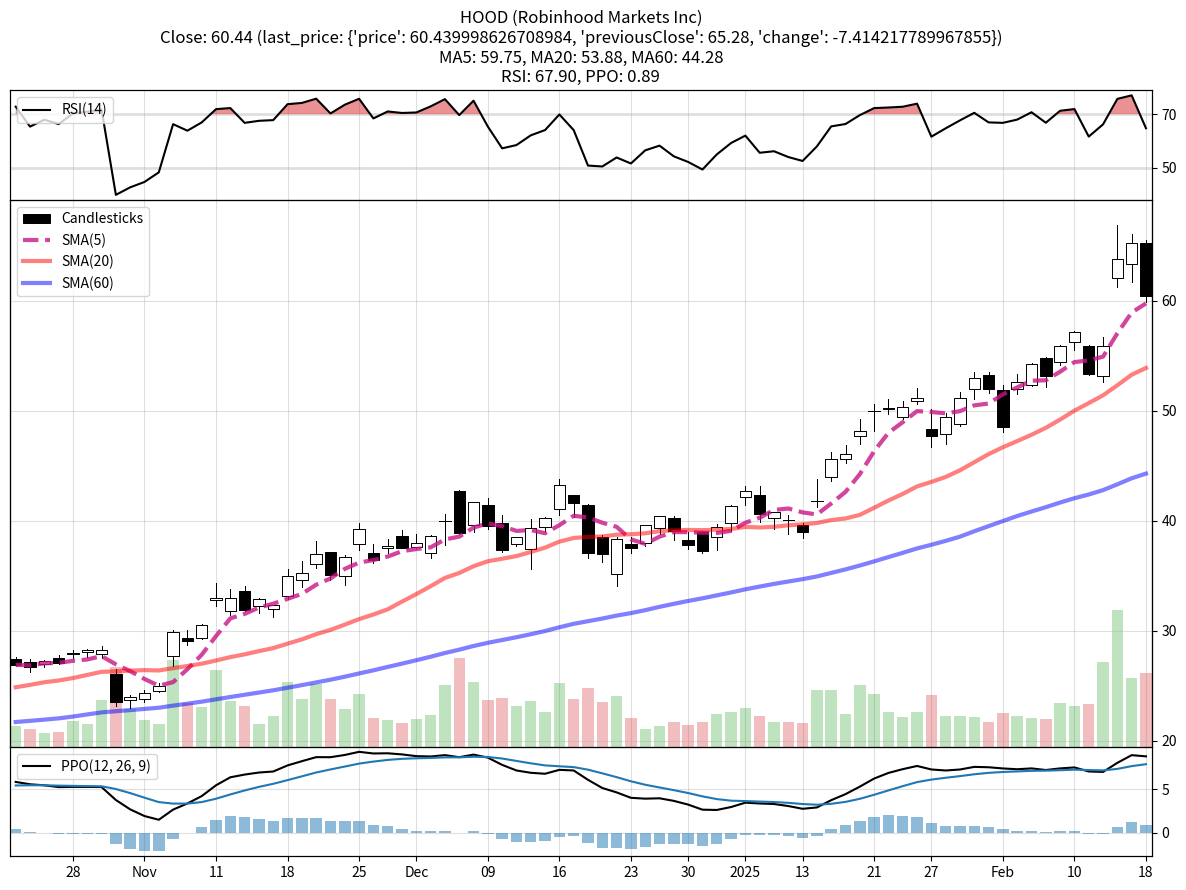 HOOD (Robinhood Markets Inc)
Close: 60.44 (last_price: {'price': 60.439998626708984, 'previousClose': 65.28, 'change': -7.414217789967855})
MA5: 59.75, MA20: 53.88, MA60: 44.28
RSI: 67.90, PPO: 0.89
RSI(14)
70
50
Candlesticks
SMA(5)
SMA(20)
SMA(60)
60
50
40
30
20
PPO(12, 26, 9)
5
0
28 Nov 11 18 25 Dec 09 16 23 30 2025 13 21 27 Feb 10 18